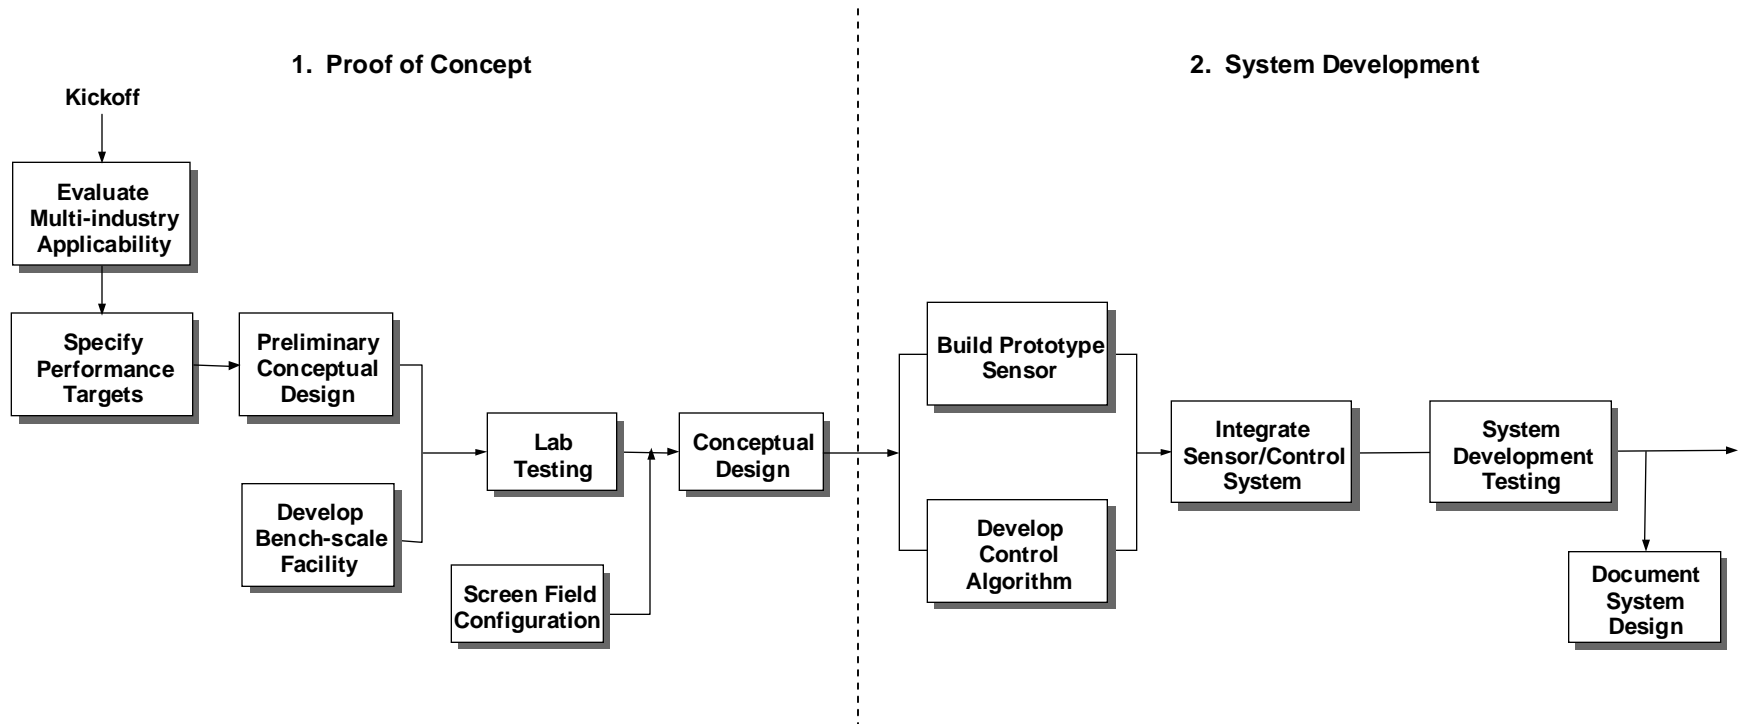 1. Proof of Concept
2. System Development
Kickoff
Evaluate
Multi-industry
Applicability
Specify
Performance
Targets
Preliminary
Conceptual
Design
Develop
Bench-scale
Facility
Lab
Testing
Screen Field
Configuration
Conceptual
Design
Build Prototype
Sensor
Develop
Control
Algorithm
Integrate
Sensor/Control
System
System
Development
Testing
Document
System
Design